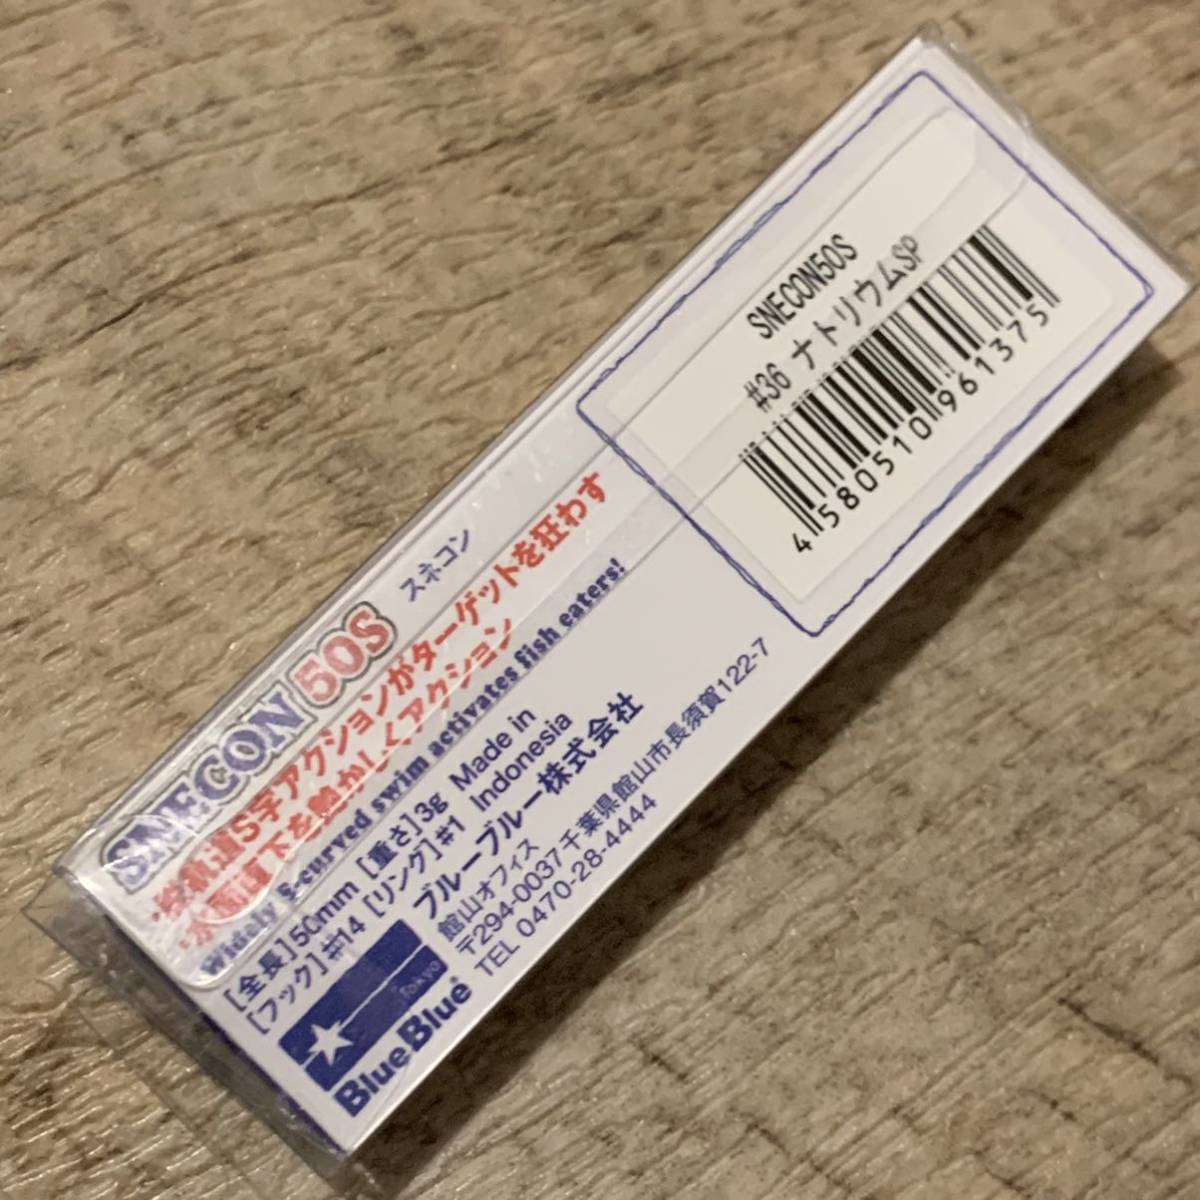 SNECON 50S スネコン
S字アクションがターゲットを狂わす
水面直下を艶かしくアクション
Widely S-curved swim activates fish eaters!
[全長]50mm [重さ]3g Made in
[フック]#14 [リング]#1 Indonesia
Tokyo
BlueBlue
ブルーブルー株式会社
館山オフィス
〒294-0037 千葉県館山市長須賀122-7
TEL 0470-28-4444
SNECON50S
#36 ナトリウムSP
4580510961375